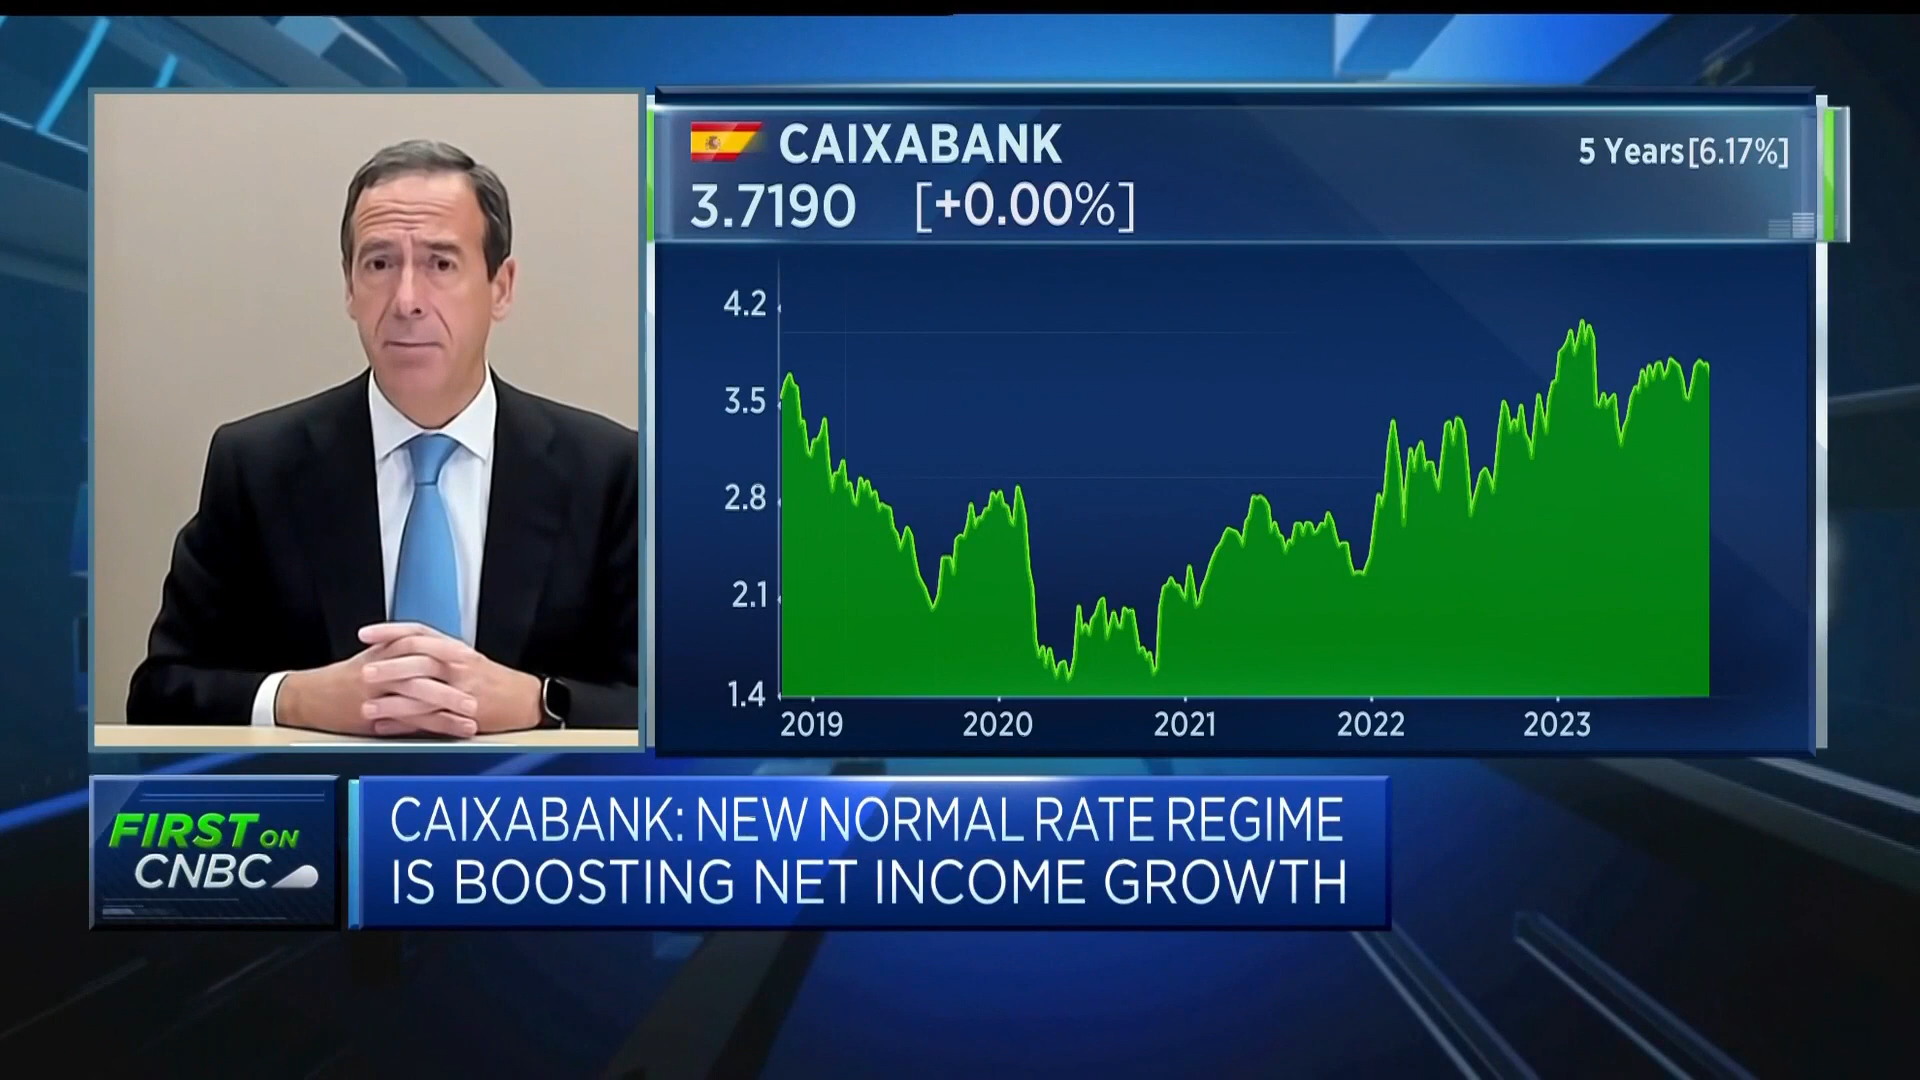 CAIXABANK
5 Years[6.17%]
3.7190 [+0.00%]
4.2
3.5
2.8
2.1
1.4
2019 2020 2021 2022 2023
FIRST ON
CNBC
CAIXABANK: NEW NORMAL RATE REGIME
IS BOOSTING NET INCOME GROWTH